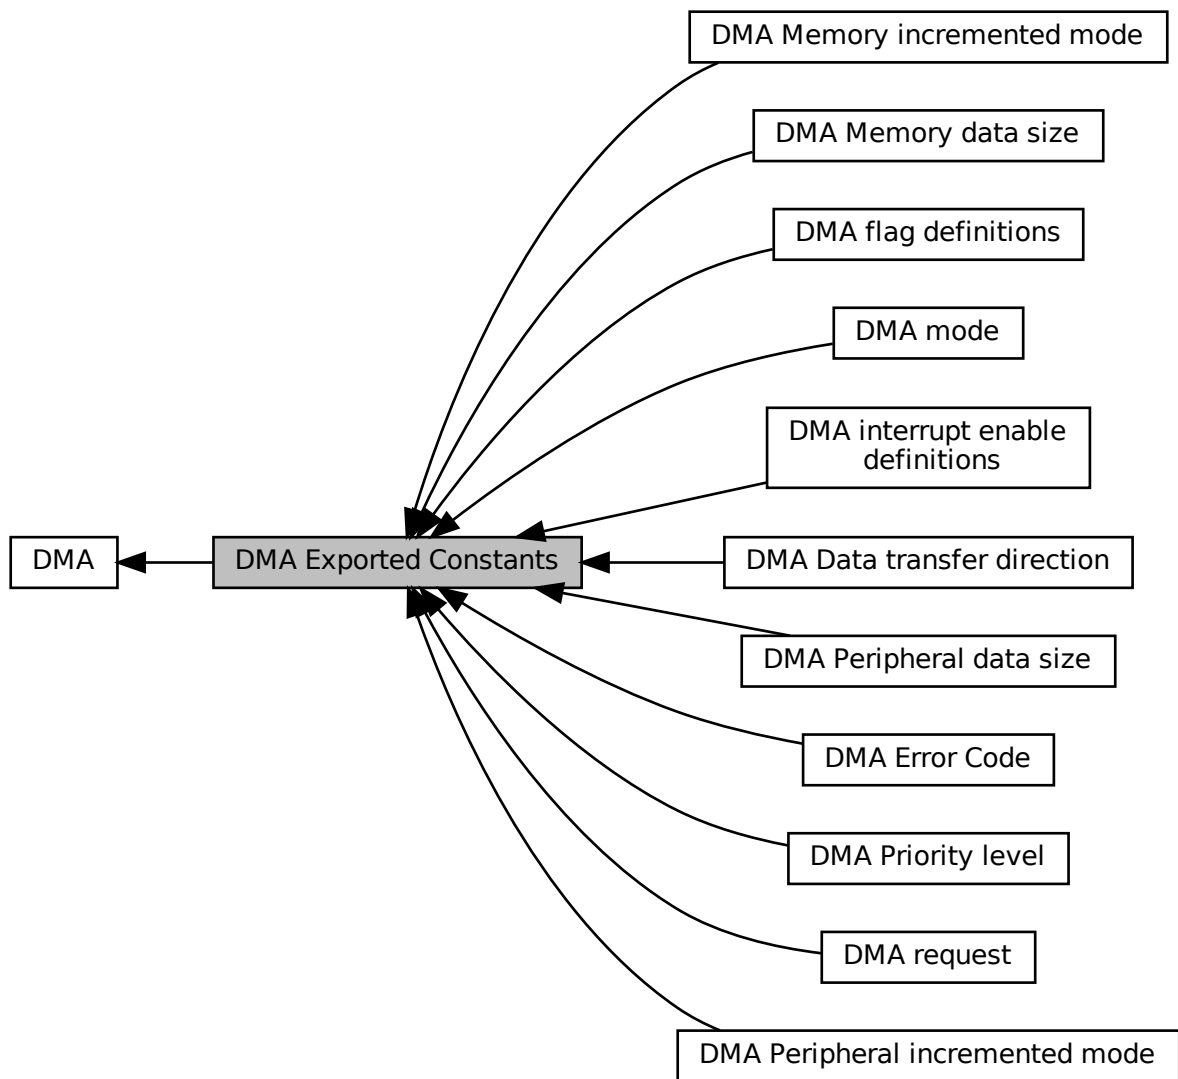 DMA Memory incremented mode
DMA Memory data size
DMA flag definitions
DMA mode
DMA interrupt enable
definitions
DMA
DMA Exported Constants
DMA Data transfer direction
DMA Peripheral data size
DMA Error Code
DMA Priority level
DMA request
DMA Peripheral incremented mode